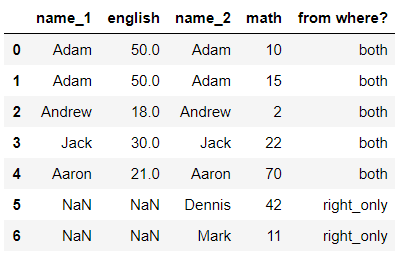 name_1 english name_2 math from where?
0 Adam 50.0 Adam 10 both
1 Adam 50.0 Adam 15 both
2 Andrew 18.0 Andrew 2 both
3 Jack 30.0 Jack 22 both
4 Aaron 21.0 Aaron 70 both
5 NaN NaN Dennis 42 right_only
6 NaN NaN Mark 11 right_only